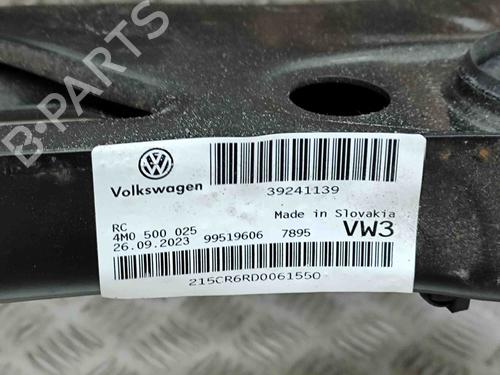 B-PARTS
Volkswagen
39241139
Made in Slovakia
RC
4M0 500 025
26.09.2023 99519606 7895 VW3
215CR6RD0061550